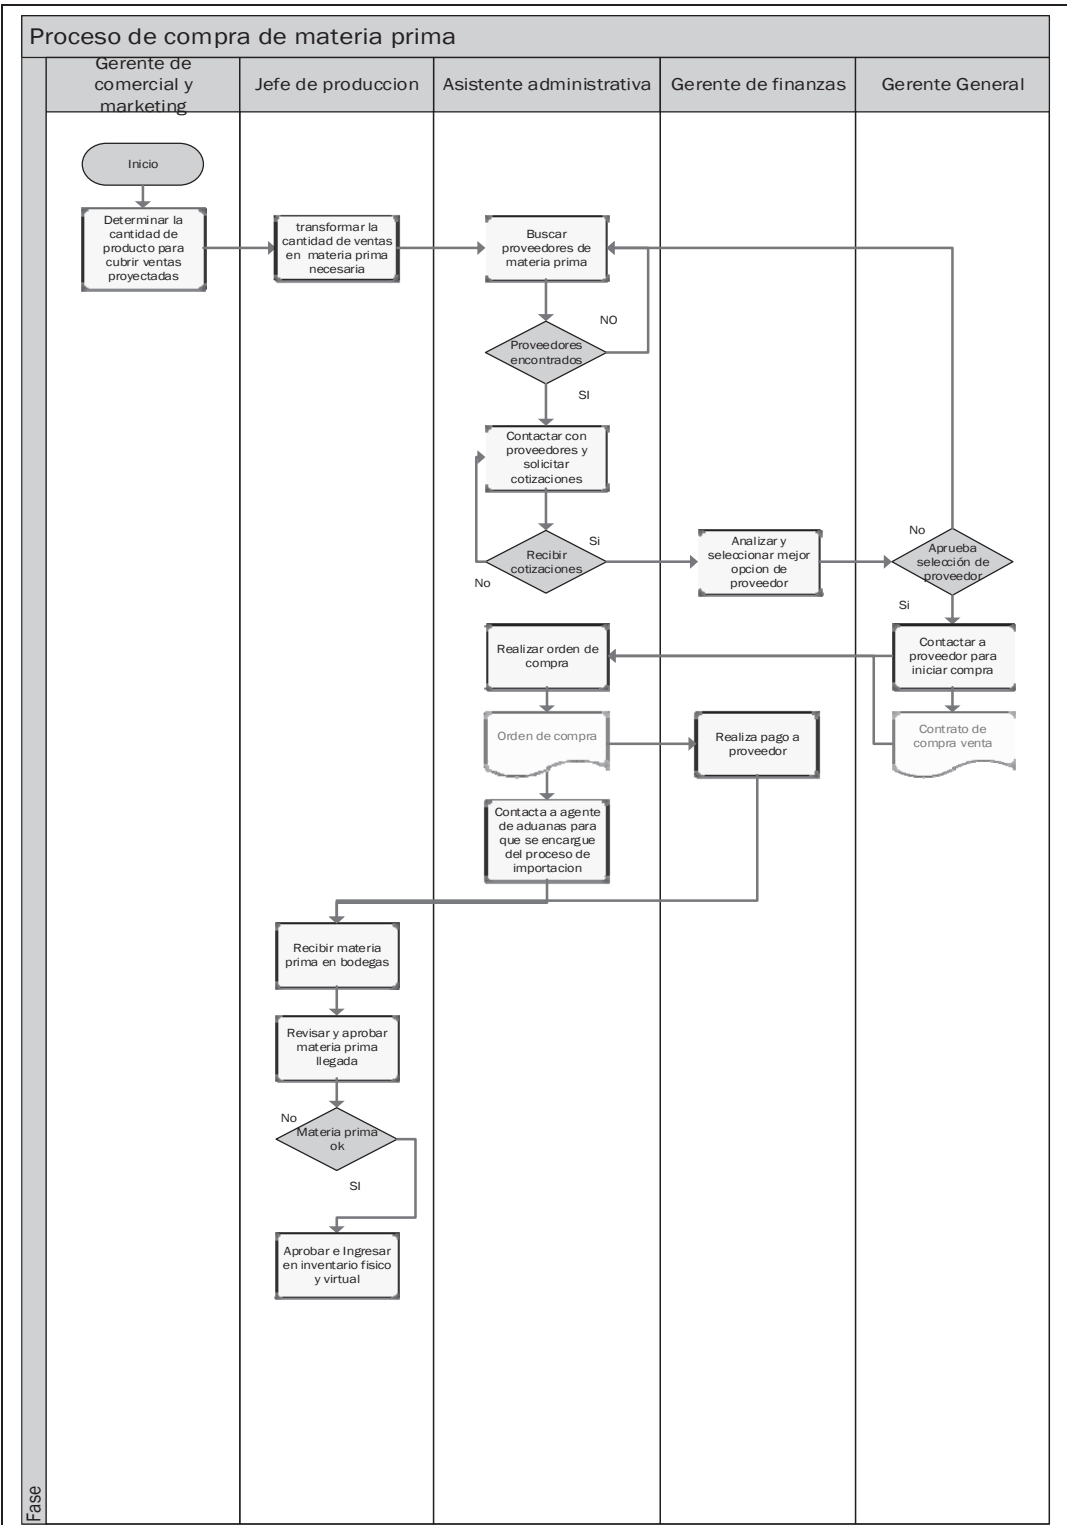 Proceso de compra de materia prima
Gerente de
comercial y
marketing
Jefe de produccion
Asistente administrativa
Gerente de finanzas
Gerente General
Inicio
Determinar la
cantidad de
producto para
cubrir ventas
proyectadas
transformar la
cantidad de ventas
en materia prima
necesaria
Buscar
proveedores de
materia prima
NO
Proveedores
encontrados
SI
Contactar con
proveedores y
solicitar
cotizaciones
Si
Recibir
cotizaciones
No
Analizar y
seleccionar mejor
opcion de
proveedor
No
Aprueba
selección de
proveedor
Si
Contactar a
proveedor para
iniciar compra
Realizar orden de
compra
Contrato de
compra venta
Orden de compra
Realiza pago a
proveedor
Contacta a agente
de aduanas para
que se encargue
del proceso de
importacion
Recibir materia
prima en bodegas
Revisar y aprobar
materia prima
llegada
No
Materia prima
ok
SI
Aprobar e Ingresar
en inventario fisico
y virtual
Fase